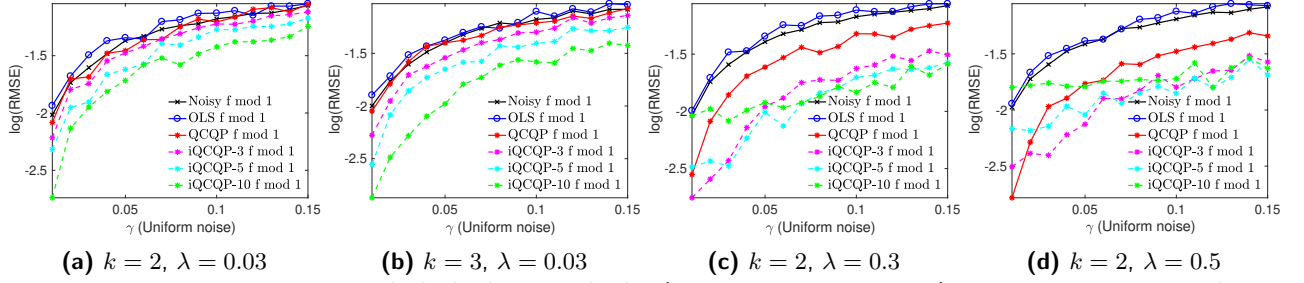 log(RMSE)
-1.5
-2
-2.5
0.05
0.1
0.15
γ (Uniform noise)
Noisy f mod 1
OLS f mod 1
QCQP f mod 1
iQCQP-3 f mod 1
iQCQP-5 f mod 1
iQCQP-10 f mod 1
(a) k = 2, λ = 0.03
log(RMSE)
-1.5
-2
-2.5
0.05
0.1
0.15
γ (Uniform noise)
Noisy f mod 1
OLS f mod 1
QCQP f mod 1
iQCQP-3 f mod 1
iQCQP-5 f mod 1
iQCQP-10 f mod 1
(b) k = 3, λ = 0.03
log(RMSE)
-1.5
-2
-2.5
0.05
0.1
0.15
γ (Uniform noise)
Noisy f mod 1
OLS f mod 1
QCQP f mod 1
iQCQP-3 f mod 1
iQCQP-5 f mod 1
iQCQP-10 f mod 1
(c) k = 2, λ = 0.3
log(RMSE)
-1.5
-2
-2.5
0.05
0.1
0.15
γ (Uniform noise)
Noisy f mod 1
OLS f mod 1
QCQP f mod 1
iQCQP-3 f mod 1
iQCQP-5 f mod 1
iQCQP-10 f mod 1
(d) k = 2, λ = 0.5